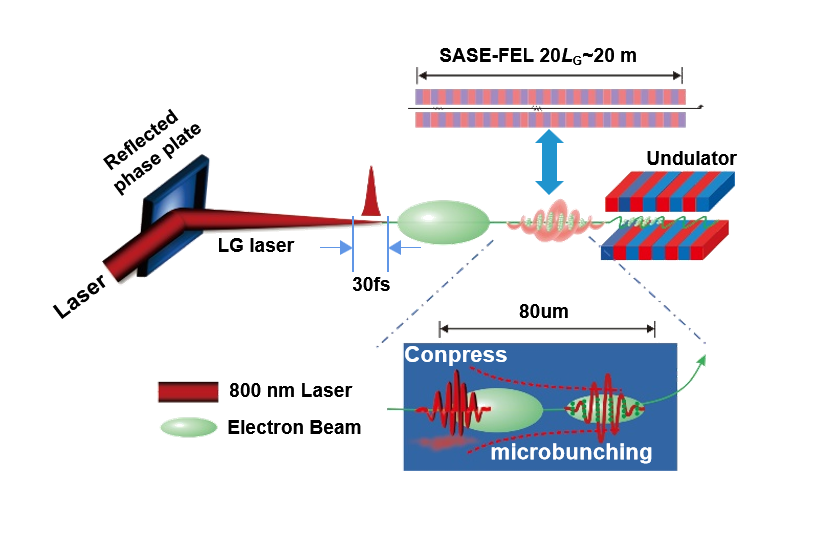 SASE-FEL 20LG~20 m
Reflected
phase plate
Undulator
LG laser
Laser
30fs
80um
Conpress
800 nm Laser
Electron Beam
microbunching